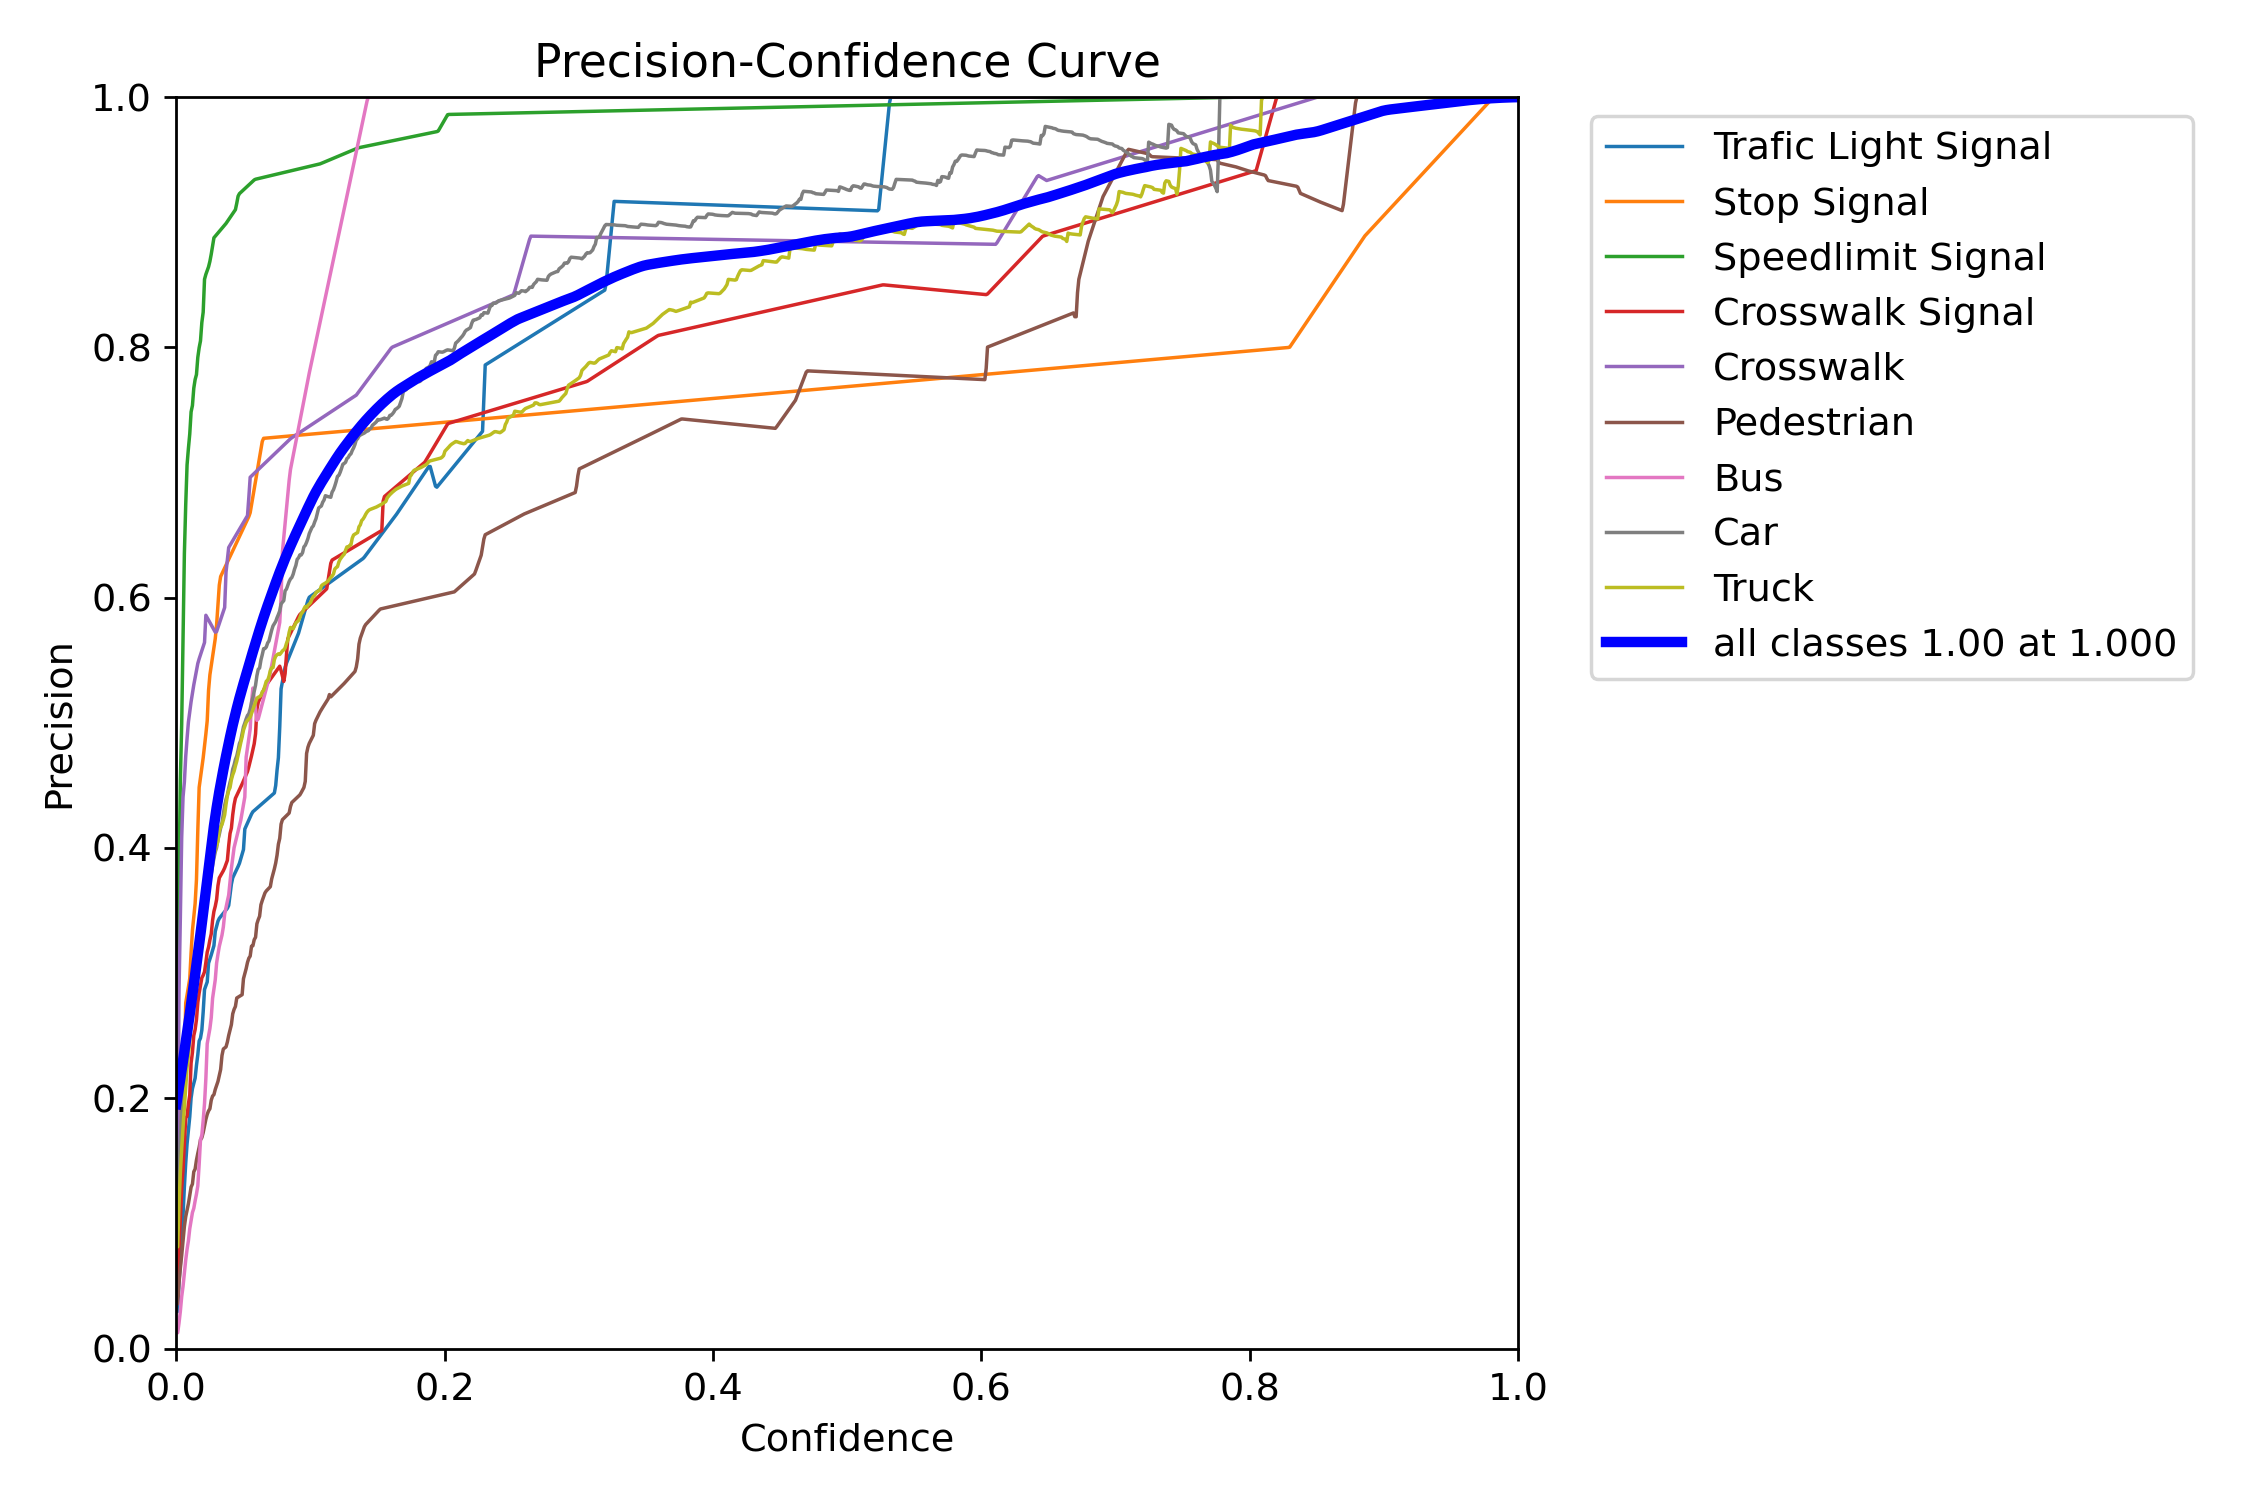 Precision-Confidence Curve
1.0
0.8
0.6
0.4
0.2
0.0
Precision
0.0 0.2 0.4 0.6 0.8 1.0
Confidence
Trafic Light Signal
Stop Signal
Speedlimit Signal
Crosswalk Signal
Crosswalk
Pedestrian
Bus
Car
Truck
all classes 1.00 at 1.000